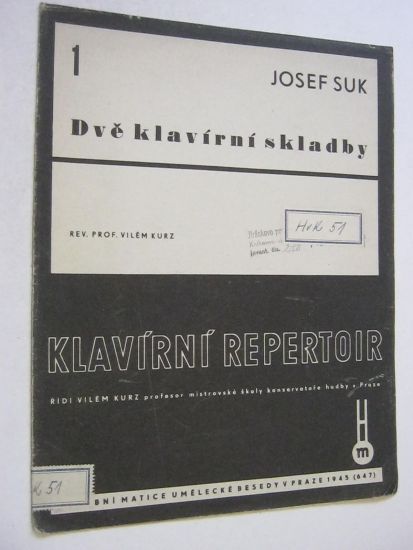 1
JOSEF SUK
Dvě klavírní skladby
REV. PROF. VILÉM KURZ
HvK 51
KLAVÍRNÍ REPERTOIR
ŘÍDÍ VILÉM KURZ profesor mistrovské školy konservatoře hudby v Praze
H
m
K 51
BNÍ MATICE UMĚLECKÉ BESEDY V PRAZE 1945 (647)